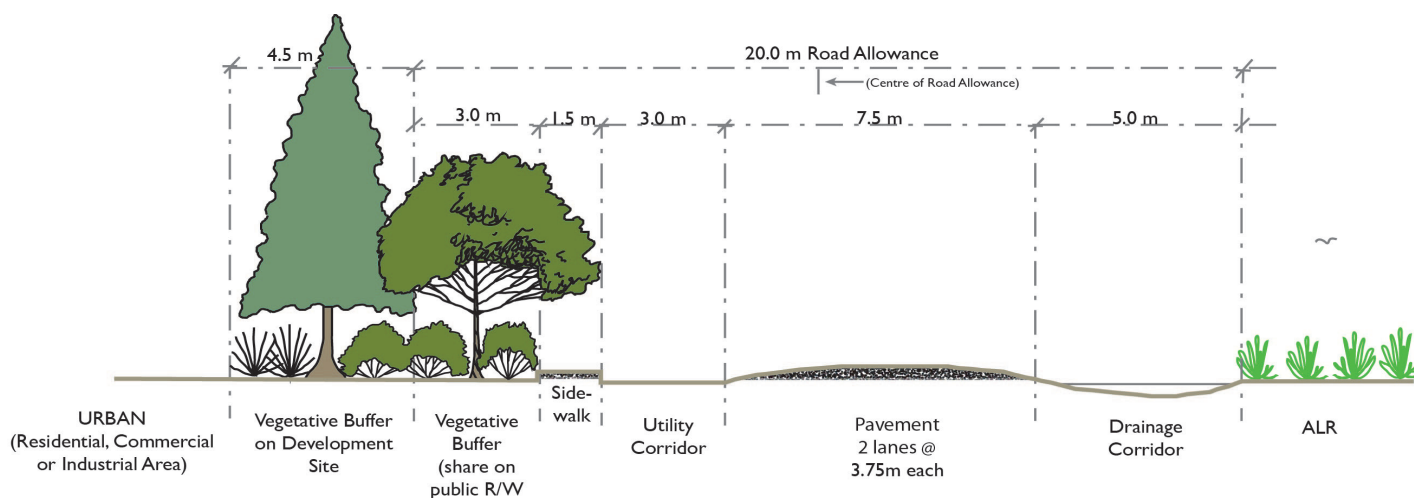 4.5 m
20.0 m Road Allowance
(Centre of Road Allowance)
3.0 m
1.5 m
3.0 m
7.5 m
5.0 m
URBAN
(Residential, Commercial
or Industrial Area)
Vegetative Buffer
on Development
Site
Vegetative
Buffer
(share on
public R/W
Side-
walk
Utility
Corridor
Pavement
2 lanes @
3.75m each
Drainage
Corridor
ALR